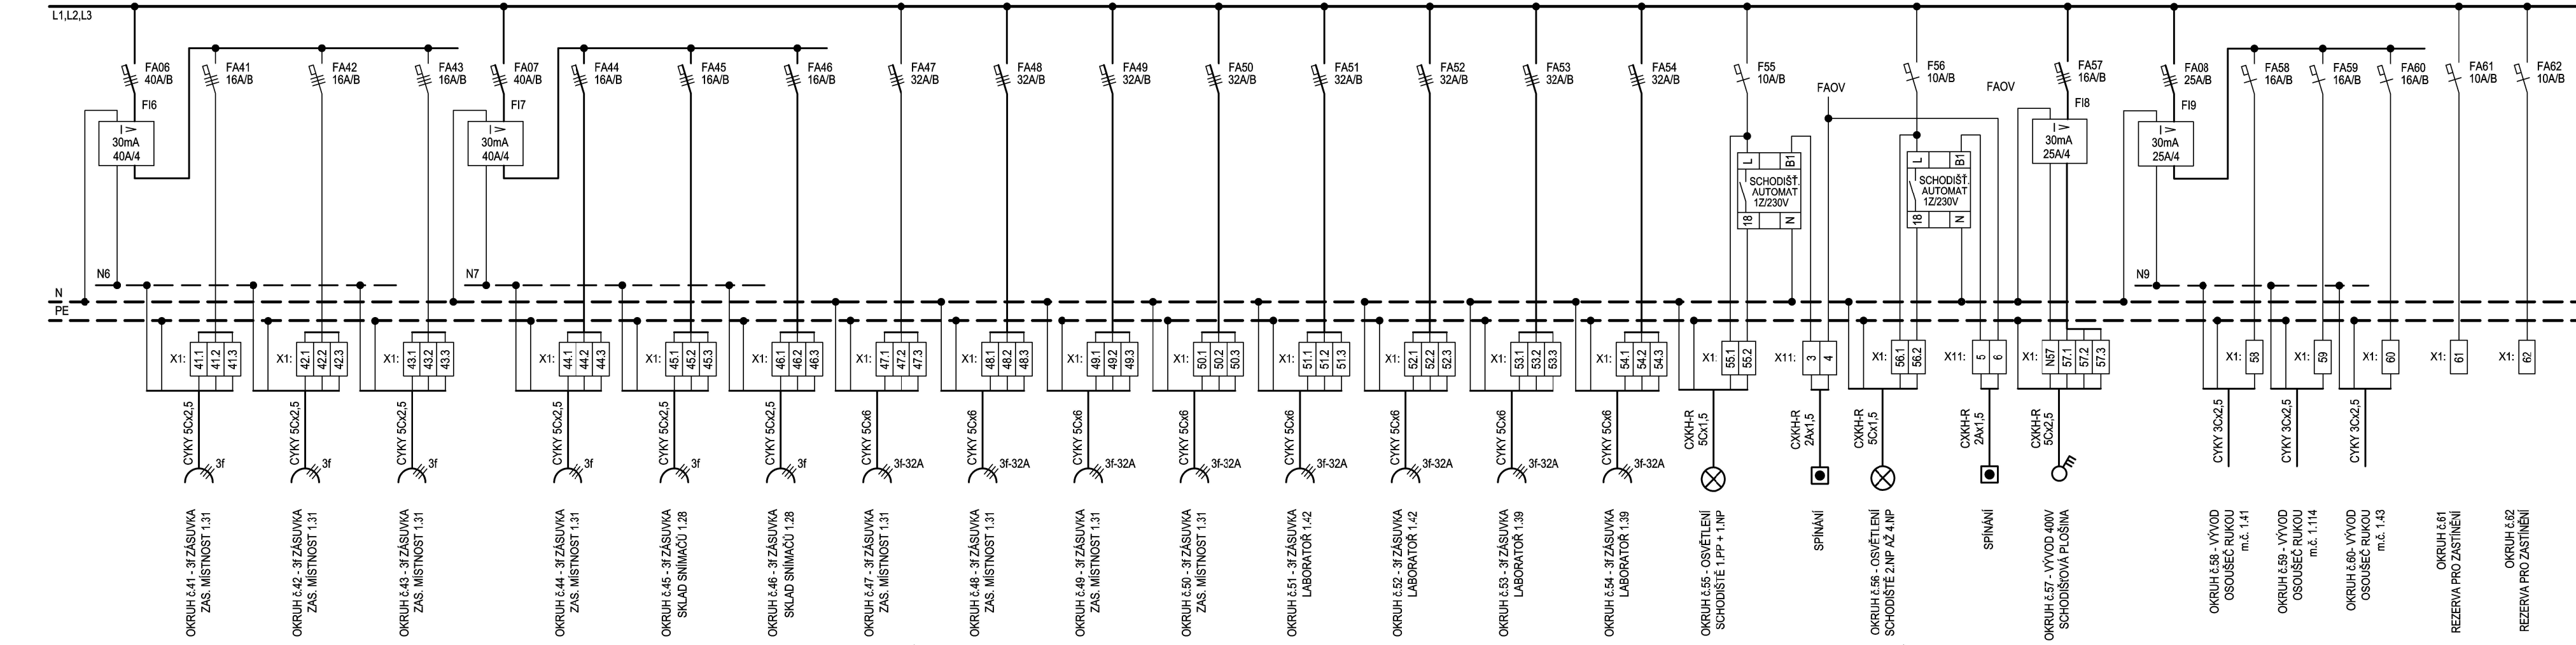 L1,L2,L3
FA06
40A/B
FA41
16A/B
FA42
16A/B
FA43
16A/B
FA07
40A/B
FA44
16A/B
FA45
16A/B
FA46
16A/B
FA47
32A/B
FA48
32A/B
FA49
32A/B
FA50
32A/B
FA51
32A/B
FA52
32A/B
FA53
32A/B
FA54
32A/B
F55
10A/B
F56
10A/B
FA57
16A/B
FA08
25A/B
FA58
16A/B
FA59
16A/B
FA60
16A/B
FA61
10A/B
FA62
10A/B
FI6
I >
30mA
40A/4
FI7
I >
30mA
40A/4
FAOV
FAOV
FI8
I >
30mA
25A/4
FI9
I >
30mA
25A/4
L
B1
SCHODIŠŤ.
AUTOMAT
1Z/230V
18
N
L
B1
SCHODIŠŤ.
AUTOMAT
1Z/230V
18
N
N6
N7
N9
N
PE
X1: 41.1 41.2 41.3
X1: 42.1 42.2 42.3
X1: 43.1 43.2 43.3
X1: 44.1 44.2 44.3
X1: 45.1 45.2 45.3
X1: 46.1 46.2 46.3
X1: 47.1 47.2 47.3
X1: 48.1 48.2 48.3
X1: 49.1 49.2 49.3
X1: 50.1 50.2 50.3
X1: 51.1 51.2 51.3
X1: 52.1 52.2 52.3
X1: 53.1 53.2 53.3
X1: 54.1 54.2 54.3
X1: 55.1 55.2
X11: 3 4
X1: 56.1 56.2
X11: 5 6
X1: N57 57.1 57.2 57.3
X1: 58
X1: 59
X1: 60
X1: 61
X1: 62
CYKY 5Cx2,5
CYKY 5Cx2,5
CYKY 5Cx2,5
CYKY 5Cx2,5
CYKY 5Cx2,5
CYKY 5Cx2,5
CYKY 5Cx6
CYKY 5Cx6
CYKY 5Cx6
CYKY 5Cx6
CYKY 5Cx6
CYKY 5Cx6
CYKY 5Cx6
CYKY 5Cx6
CXKH-R
5Cx1,5
CXKH-R
2Ax1,5
CXKH-R
5Cx1,5
CXKH-R
2Ax1,5
CXKH-R
5Cx2,5
CYKY 3Cx2,5
CYKY 3Cx2,5
CYKY 3Cx2,5
3f
3f
3f
3f
3f
3f
3f-32A
3f-32A
3f-32A
3f-32A
3f-32A
3f-32A
3f-32A
3f-32A
OKRUH č.41 - 3f ZÁSUVKA
ZAS. MÍSTNOST 1.31
OKRUH č.42 - 3f ZÁSUVKA
ZAS. MÍSTNOST 1.31
OKRUH č.43 - 3f ZÁSUVKA
ZAS. MÍSTNOST 1.31
OKRUH č.44 - 3f ZÁSUVKA
ZAS. MÍSTNOST 1.31
OKRUH č.45 - 3f ZÁSUVKA
SKLAD SNÍMAČŮ 1.28
OKRUH č.46 - 3f ZÁSUVKA
SKLAD SNÍMAČŮ 1.28
OKRUH č.47 - 3f ZÁSUVKA
ZAS. MÍSTNOST 1.31
OKRUH č.48 - 3f ZÁSUVKA
ZAS. MÍSTNOST 1.31
OKRUH č.49 - 3f ZÁSUVKA
ZAS. MÍSTNOST 1.31
OKRUH č.50 - 3f ZÁSUVKA
ZAS. MÍSTNOST 1.31
OKRUH č.51 - 3f ZÁSUVKA
LABORATOŘ 1.42
OKRUH č.52 - 3f ZÁSUVKA
LABORATOŘ 1.42
OKRUH č.53 - 3f ZÁSUVKA
LABORATOŘ 1.39
OKRUH č.54 - 3f ZÁSUVKA
LABORATOŘ 1.39
OKRUH č.55 - OSVĚTLENÍ
SCHODIŠTĚ 1.PP + 1.NP
SPÍNÁNÍ
OKRUH č.56 - OSVĚTLENÍ
SCHODIŠTĚ 2.NP AŽ 4.NP
SPÍNÁNÍ
OKRUH č.57 - VÝVOD 400V
SCHODIŠŤOVÁ PLOŠINA
OKRUH č.58 - VÝVOD
OSOUŠEČ RUKOU
m.č. 1.41
OKRUH č.59 - VÝVOD
OSOUŠEČ RUKOU
m.č. 1.114
OKRUH č.60- VÝVOD
OSOUŠEČ RUKOU
m.č. 1.43
OKRUH č.61
REZERVA PRO ZASTÍNĚNÍ
OKRUH č.62
REZERVA PRO ZASTÍNĚNÍ